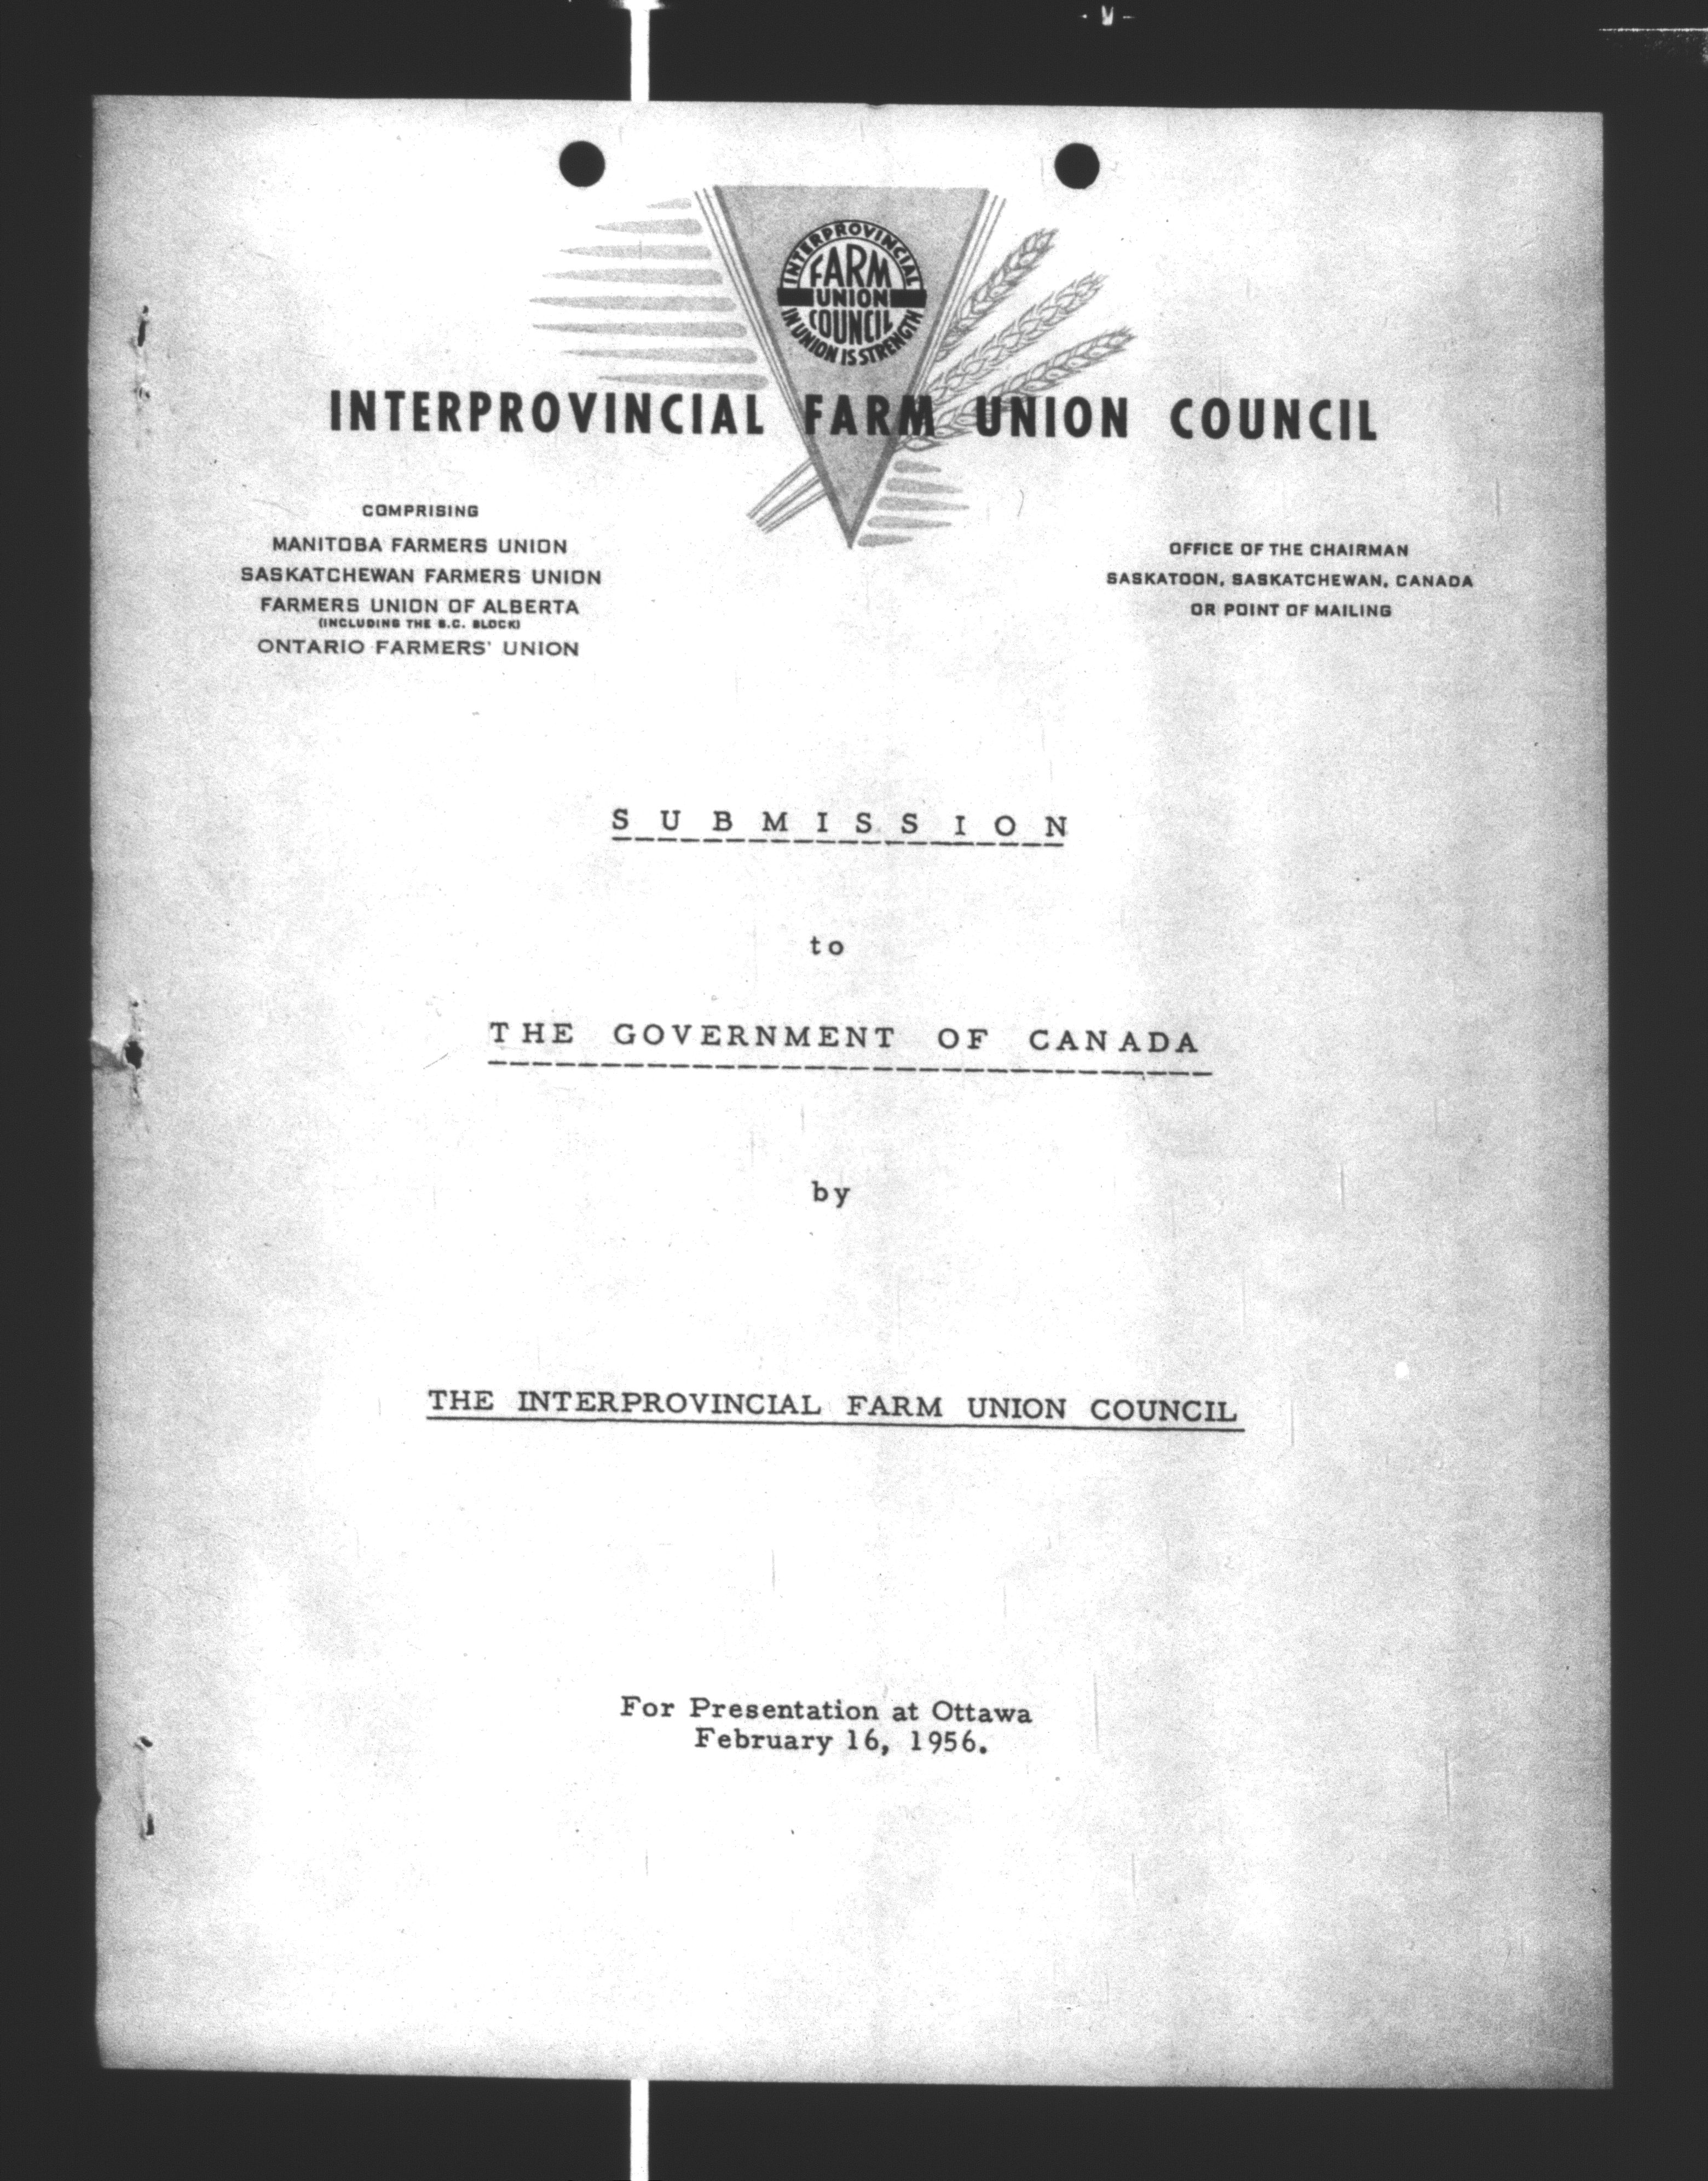 INTERPROVINCIAL
FARM
UNION
COUNCIL
IN UNION IS STRENGTH
INTERPROVINCIAL FARM UNION COUNCIL
COMPRISING
MANITOBA FARMERS UNION
SASKATCHEWAN FARMERS UNION
FARMERS UNION OF ALBERTA
(INCLUDING THE B.C. BLOCK)
ONTARIO FARMERS' UNION
OFFICE OF THE CHAIRMAN
SASKATOON, SASKATCHEWAN, CANADA
OR POINT OF MAILING
S U B M I S S I O N
to
THE GOVERNMENT OF CANADA
by
THE INTERPROVINCIAL FARM UNION COUNCIL
For Presentation at Ottawa
February 16, 1956.